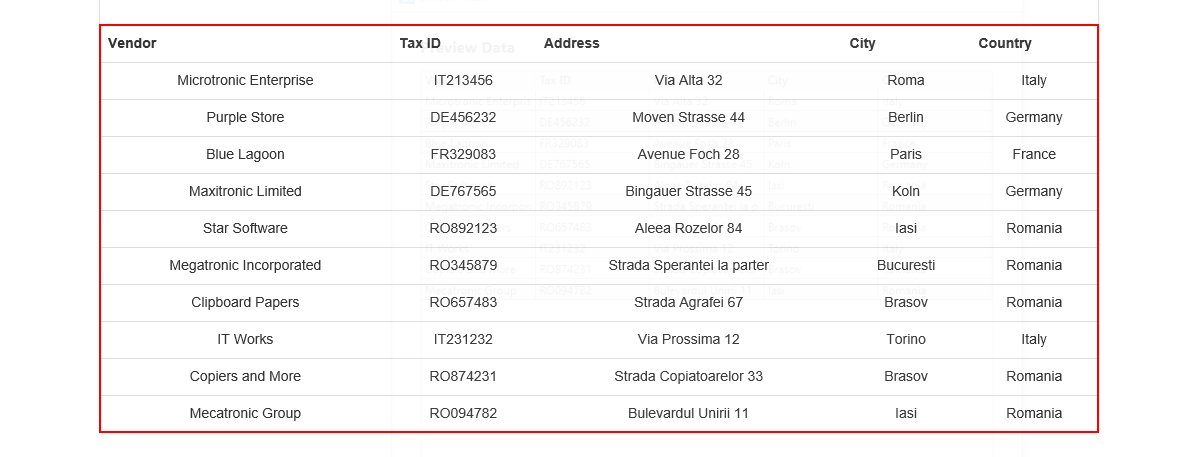 Vendor Tax ID Address City Country
Microtronic Enterprise IT213456 Via Alta 32 Roma Italy
Purple Store DE456232 Moven Strasse 44 Berlin Germany
Blue Lagoon FR329083 Avenue Foch 28 Paris France
Maxitronic Limited DE767565 Bingauer Strasse 45 Koln Germany
Star Software RO892123 Aleea Rozelor 84 Iasi Romania
Megatronic Incorporated RO345879 Strada Sperantei la parter Bucuresti Romania
Clipboard Papers RO657483 Strada Agrafei 67 Brasov Romania
IT Works IT231232 Via Prossima 12 Torino Italy
Copiers and More RO874231 Strada Copiatoarelor 33 Brasov Romania
Mecatronic Group RO094782 Bulevardul Unirii 11 Iasi Romania